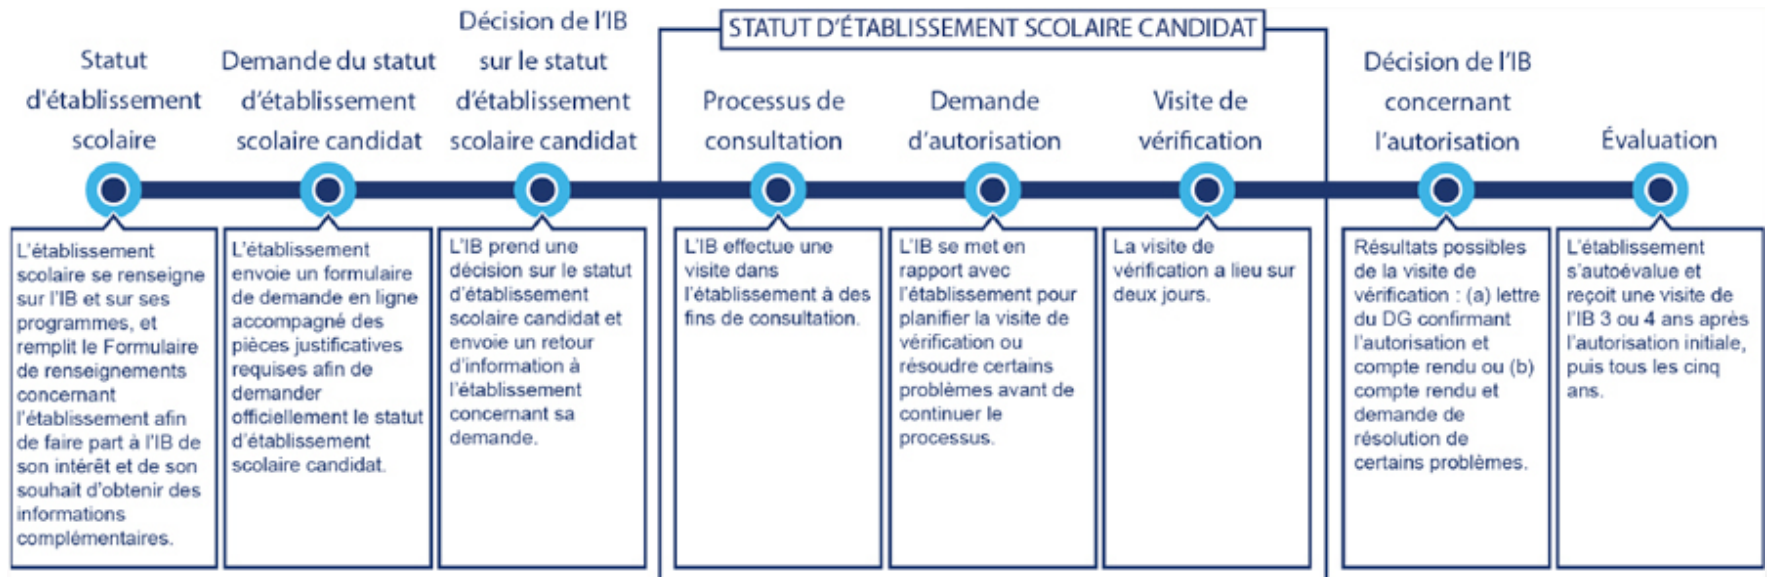 Statut
d'établissement
scolaire
Demande du statut
d'établissement
scolaire candidat
Décision de l'IB
sur le statut
d'établissement
scolaire candidat
STATUT D'ÉTABLISSEMENT SCOLAIRE CANDIDAT
Processus de
consultation
Demande
d'autorisation
Visite de
vérification
Décision de l'IB
concernant
l'autorisation
Évaluation
L'établissement
scolaire se renseigne
sur l'IB et sur ses
programmes, et
remplit le Formulaire
de renseignements
concernant
l'établissement afin
de faire part à l'IB de
son intérêt et de son
souhait d'obtenir des
informations
complémentaires.
L'établissement
envoie un formulaire
de demande en ligne
accompagné des
pièces justificatives
requises afin de
demander
officiellement le statut
d'établissement
scolaire candidat.
L'IB prend une
décision sur le statut
d'établissement
scolaire candidat et
envoie un retour
d'information à
l'établissement
concernant sa
demande.
L'IB effectue une
visite dans
l'établissement à des
fins de consultation.
L'IB se met en
rapport avec
l'établissement pour
planifier la visite de
vérification ou
résoudre certains
problèmes avant de
continuer le
processus.
La visite de
vérification a lieu sur
deux jours.
Résultats possibles
de la visite de
vérification : (a) lettre
du DG confirmant
l'autorisation et
compte rendu ou (b)
compte rendu et
demande de
résolution de
certains problèmes.
L'établissement
s'autoévalue et
reçoit une visite de
l'IB 3 ou 4 ans après
l'autorisation initiale,
puis tous les cinq
ans.